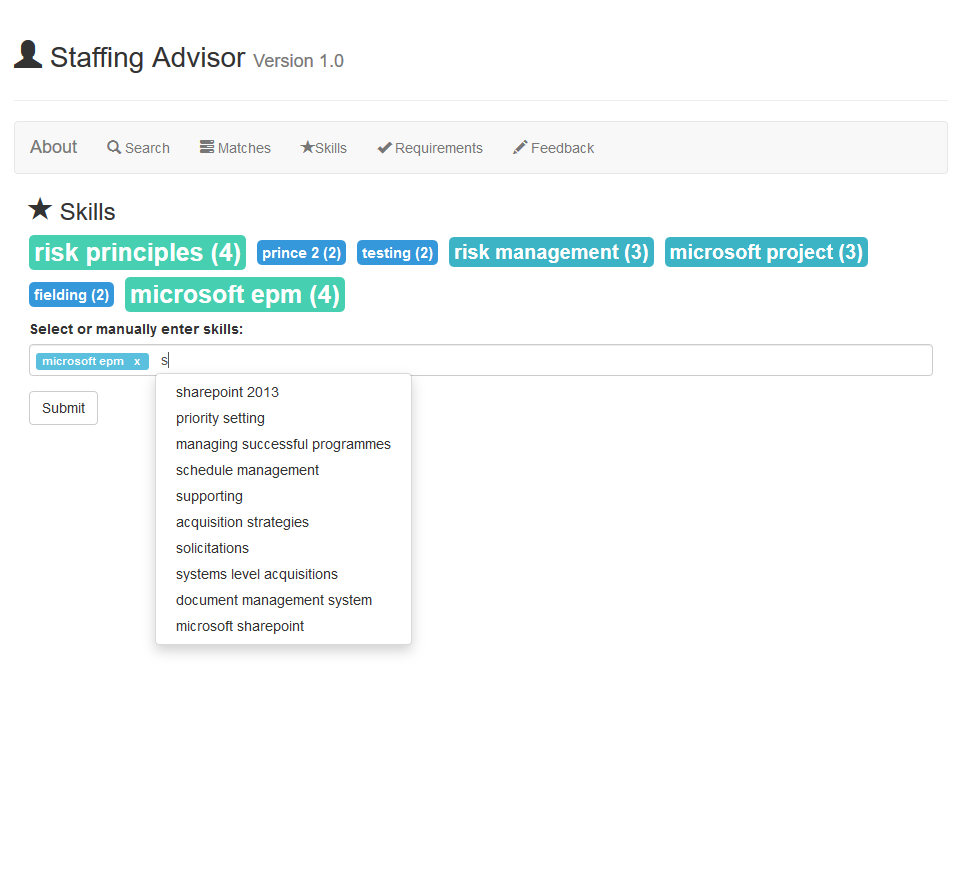 Staffing Advisor Version 1.0
About Search Matches Skills Requirements Feedback
Skills
risk principles (4) prince 2 (2) testing (2) risk management (3) microsoft project (3)
fielding (2) microsoft epm (4)
Select or manually enter skills:
microsoft epm x s
sharepoint 2013
Submit
priority setting
managing successful programmes
schedule management
supporting
acquisition strategies
solicitations
systems level acquisitions
document management system
microsoft sharepoint